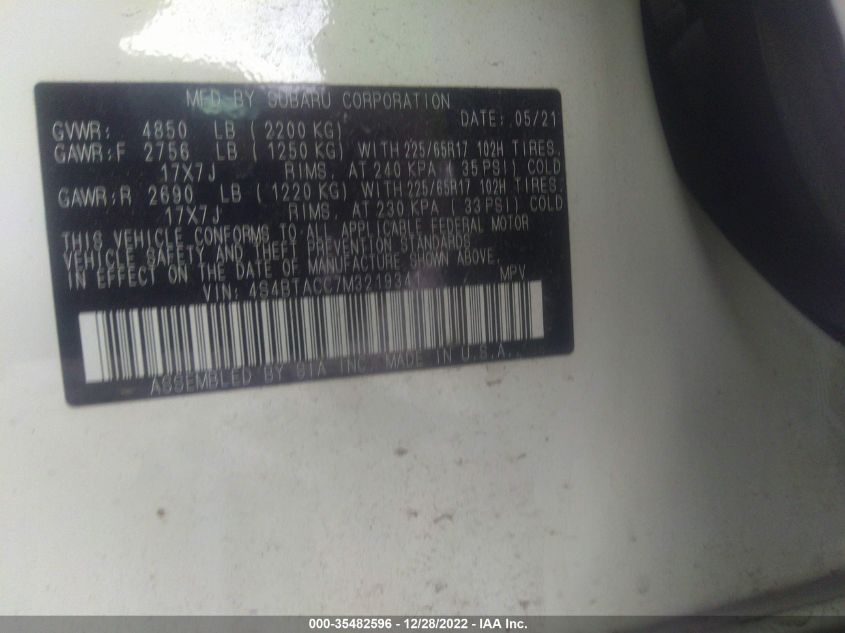 MFD BY SUBARU CORPORATION
DATE: 05/21
GVWR: 4850 LB ( 2200 KG)
GAWR:F 2756 LB ( 1250 KG) WITH 225/65R17 102H TIRES,
17X7J RIMS, AT 240 KPA ( 35 PSI) COLD
GAWR:R 2690 LB ( 1220 KG) WITH 225/65R17 102H TIRES,
17X7J RIMS, AT 230 KPA ( 33 PSI) COLD
THIS VEHICLE CONFORMS TO ALL APPLICABLE FEDERAL MOTOR
VEHICLE SAFETY AND THEFT PREVENTION STANDARDS
IN EFFECT ON THE DATE OF MANUFACTURE SHOWN ABOVE.
VIN: 4S4BTACC7M3219341 / MPV
ASSEMBLED BY SIA INC. MADE IN U.S.A.
000-35482596 - 12/28/2022 - IAA Inc.